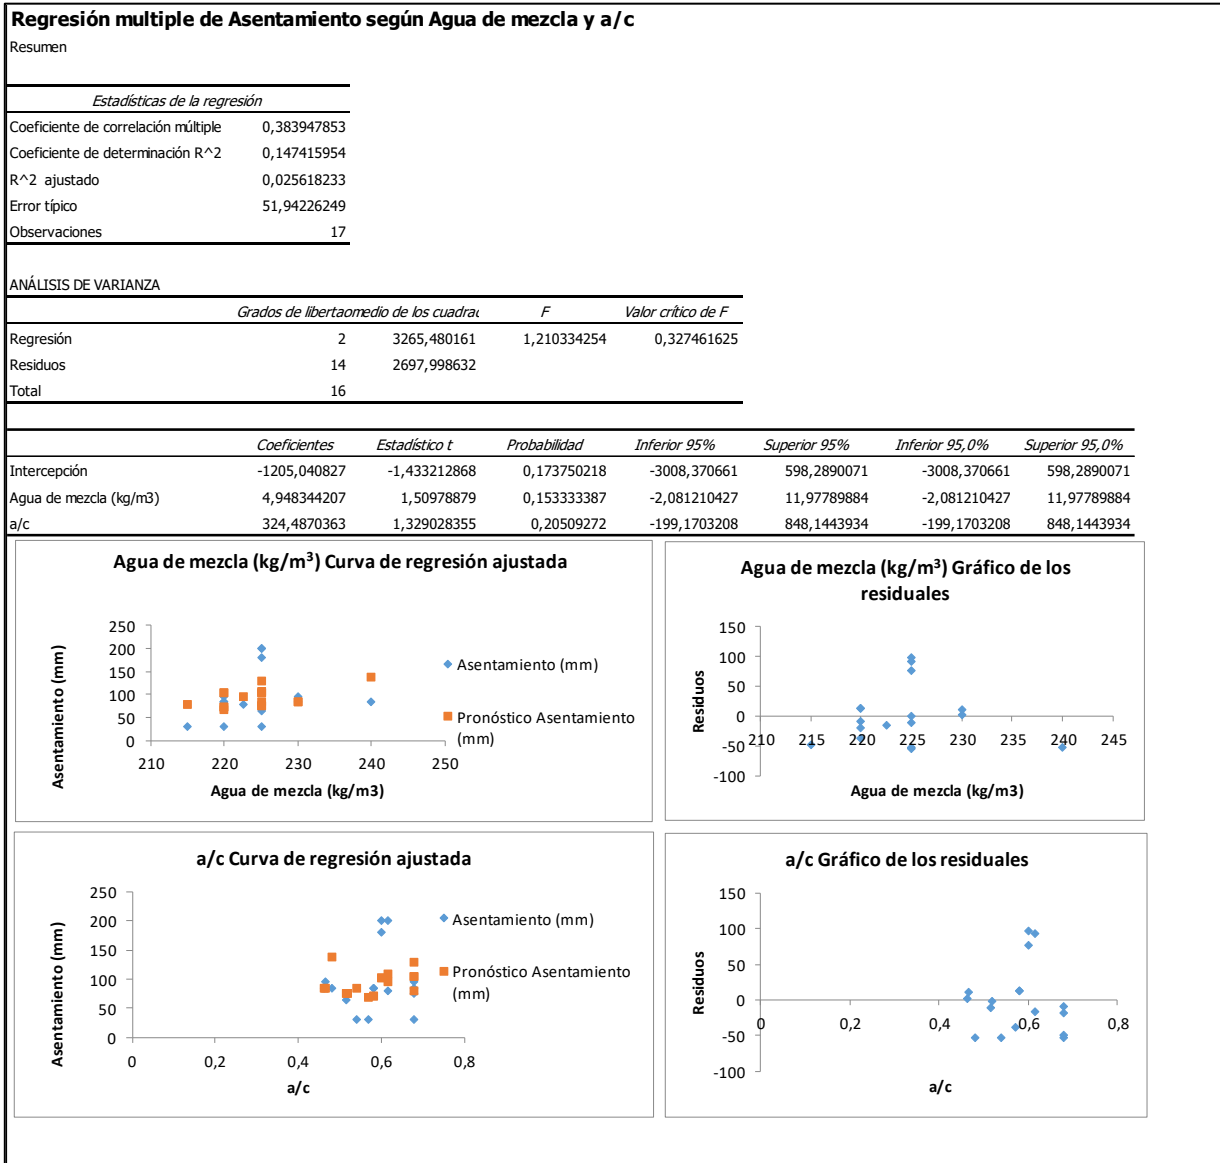 Regresión multiple de Asentamiento según Agua de mezcla y a/c
Resumen
Estadísticas de la regresión
Coeficiente de correlación múltiple 0,383947853
Coeficiente de determinación R^2 0,147415954
R^2 ajustado 0,025618233
Error típico 51,94226249
Observaciones 17
ANÁLISIS DE VARIANZA
Grados de libertaomedio de los cuadrac F Valor crítico de F
Regresión 2 3265,480161 1,210334254 0,327461625
Residuos 14 2697,998632
Total 16
Coeficientes Estadístico t Probabilidad Inferior 95% Superior 95% Inferior 95,0% Superior 95,0%
Intercepción -1205,040827 -1,433212868 0,173750218 -3008,370661 598,2890071 -3008,370661 598,2890071
Agua de mezcla (kg/m3) 4,948344207 1,50978879 0,153333387 -2,081210427 11,97789884 -2,081210427 11,97789884
a/c 324,4870363 1,329028355 0,20509272 -199,1703208 848,1443934 -199,1703208 848,1443934
Agua de mezcla (kg/m³) Curva de regresión ajustada
Asentamiento (mm)
250
200
150
100
50
0
210 220 230 240 250
Agua de mezcla (kg/m3)
Asentamiento (mm)
Pronóstico Asentamiento
(mm)
Agua de mezcla (kg/m³) Gráfico de los
residuales
Residuos
150
100
50
0
-50
-100
210 215 220 225 230 235 240 245
Agua de mezcla (kg/m3)
a/c Curva de regresión ajustada
Asentamiento (mm)
250
200
150
100
50
0
0 0,2 0,4 0,6 0,8
a/c
Asentamiento (mm)
Pronóstico Asentamiento
(mm)
a/c Gráfico de los residuales
Residuos
150
100
50
0
-50
-100
0 0,2 0,4 0,6 0,8
a/c